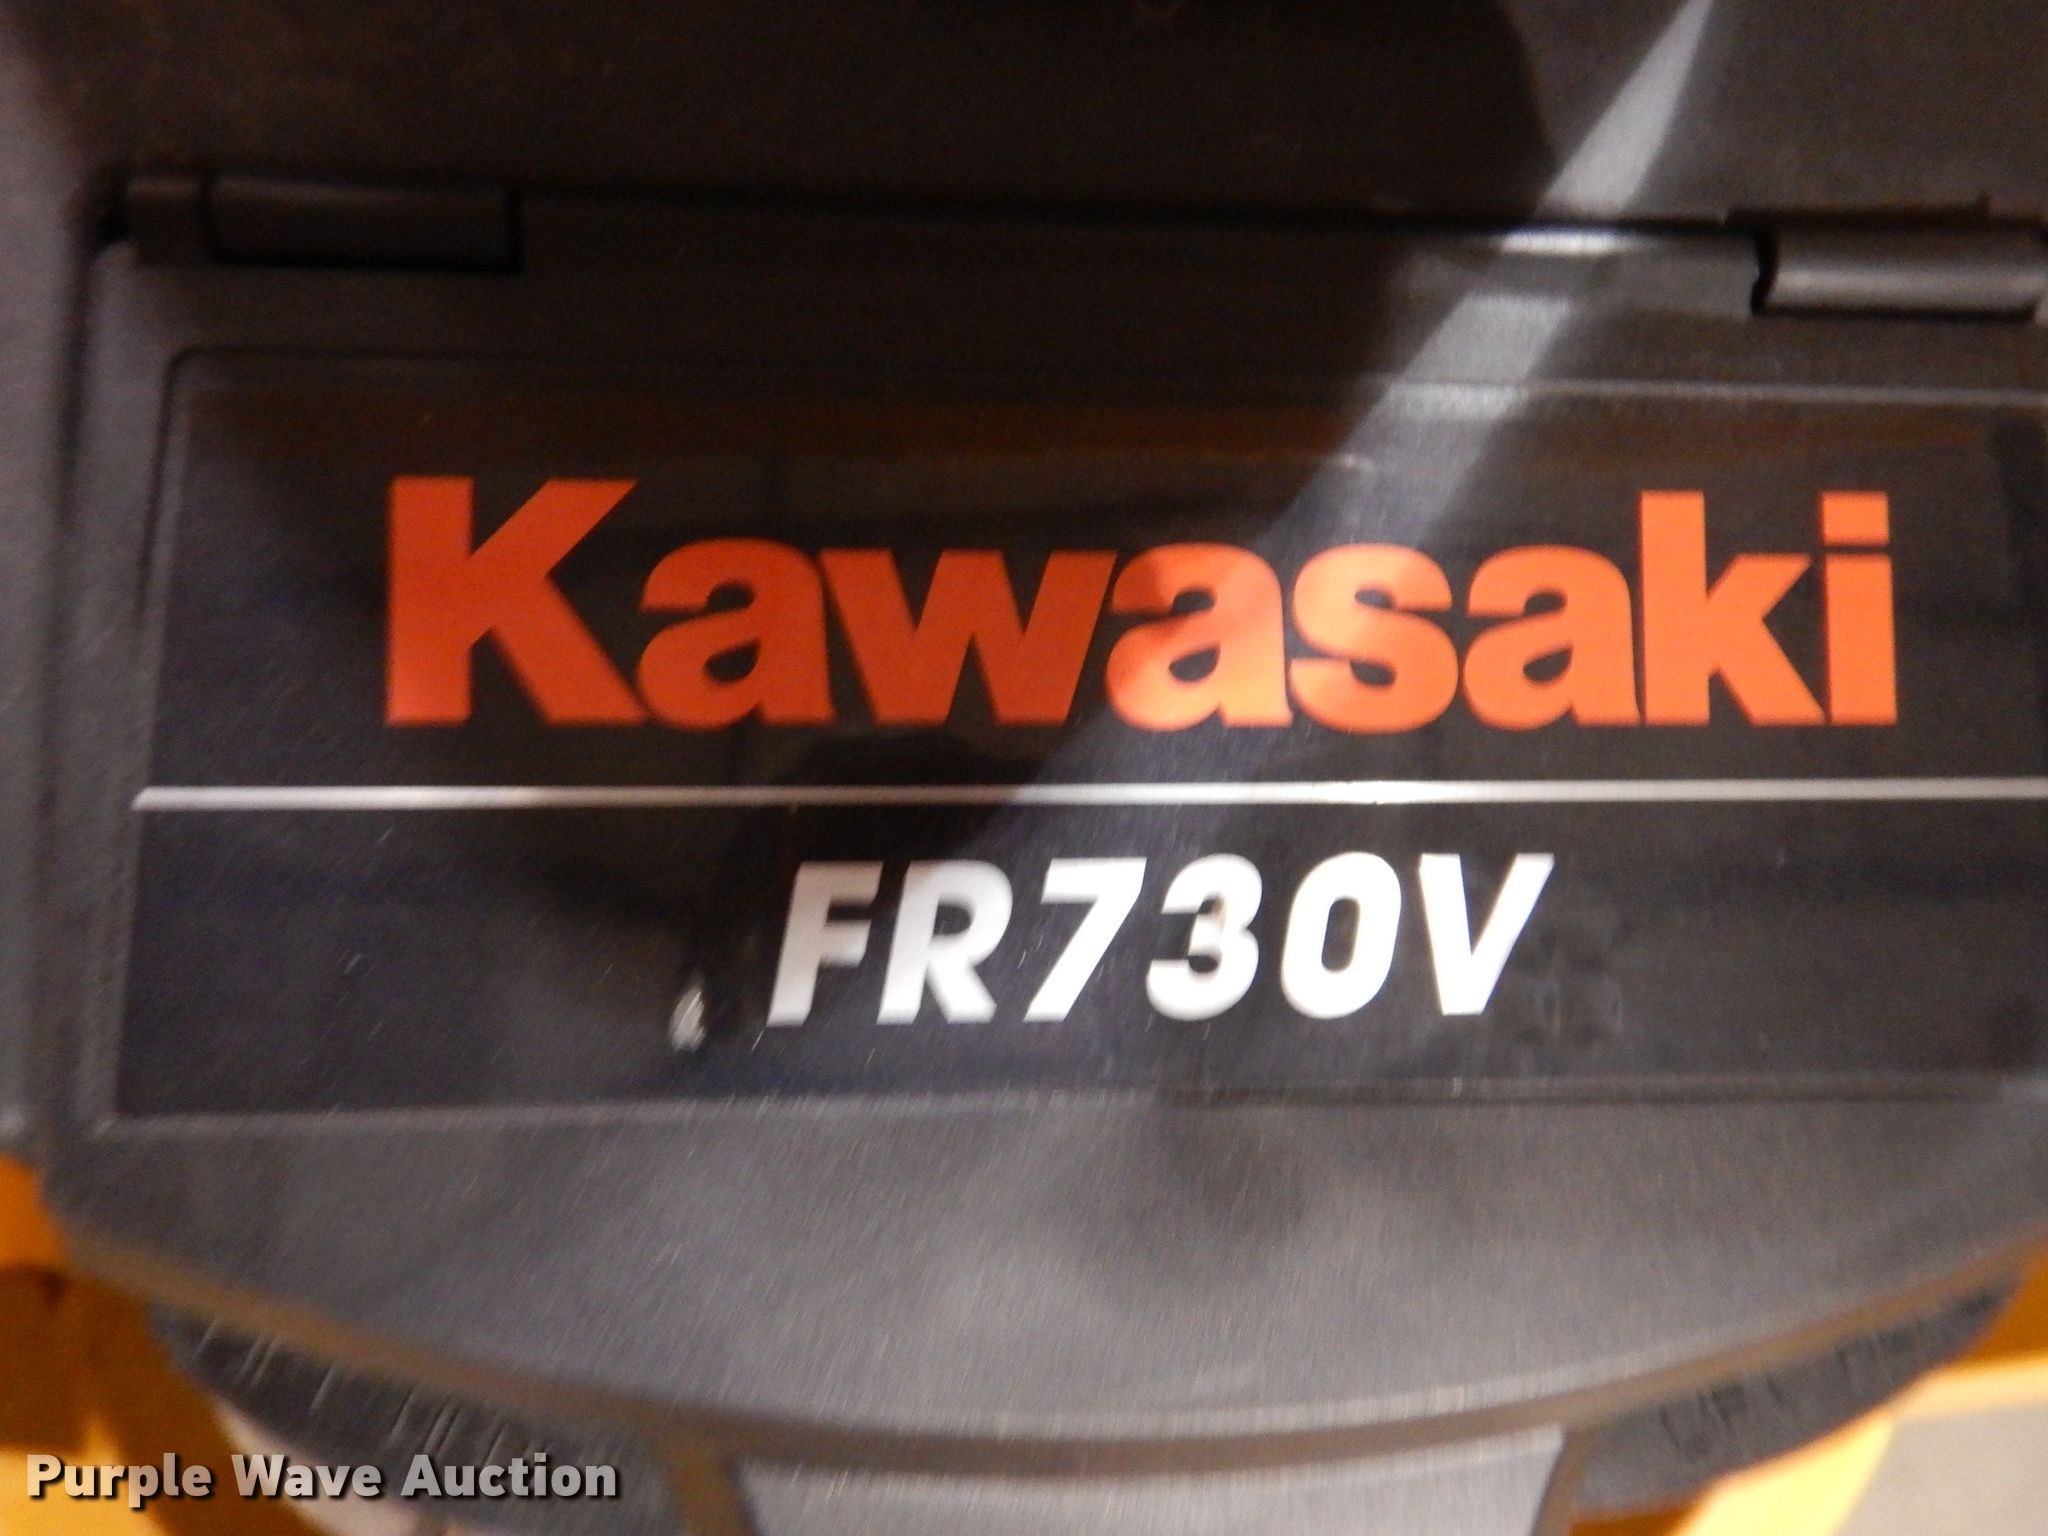 Kawasaki
FR730V
Purple Wave Auction